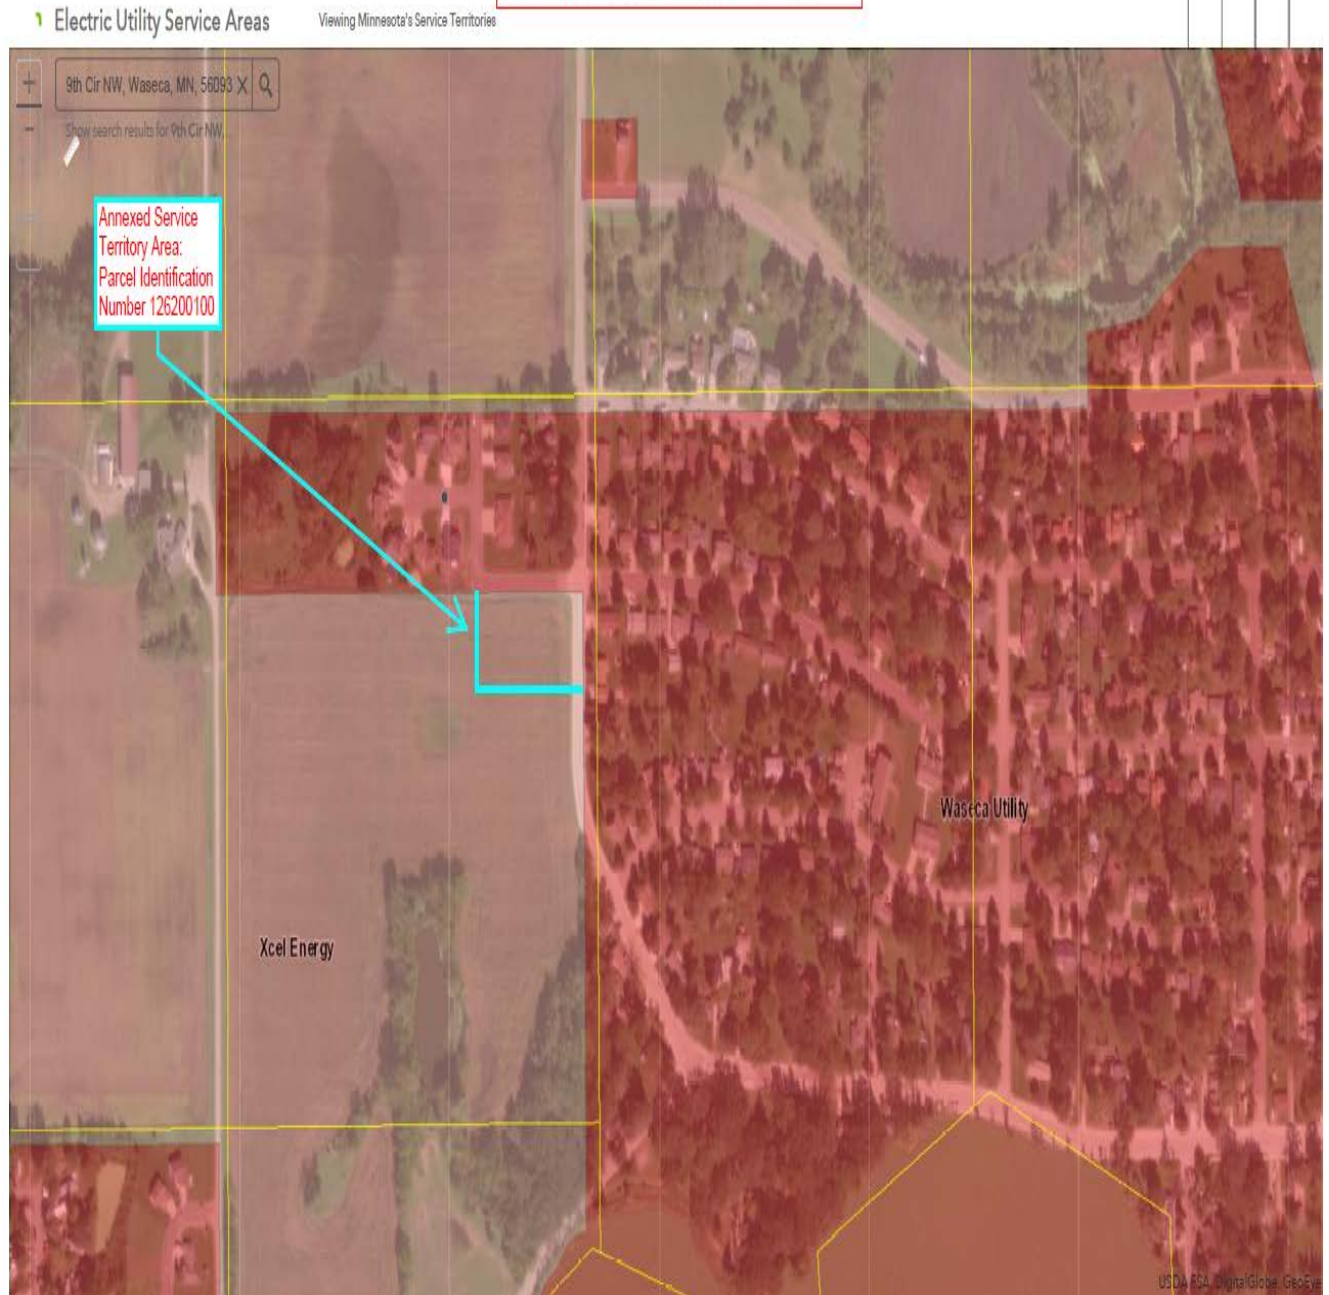 Electric Utility Service Areas
Viewing Minnesota's Service Territories
9th Cir NW, Waseca, MN, 56093
Show search results for 9th Cir NW,...
Annexed Service
Territory Area:
Parcel Identification
Number 126200100
Waseca Utility
Xcel Energy
USDA FSA, DigitalGlobe, GeoEye